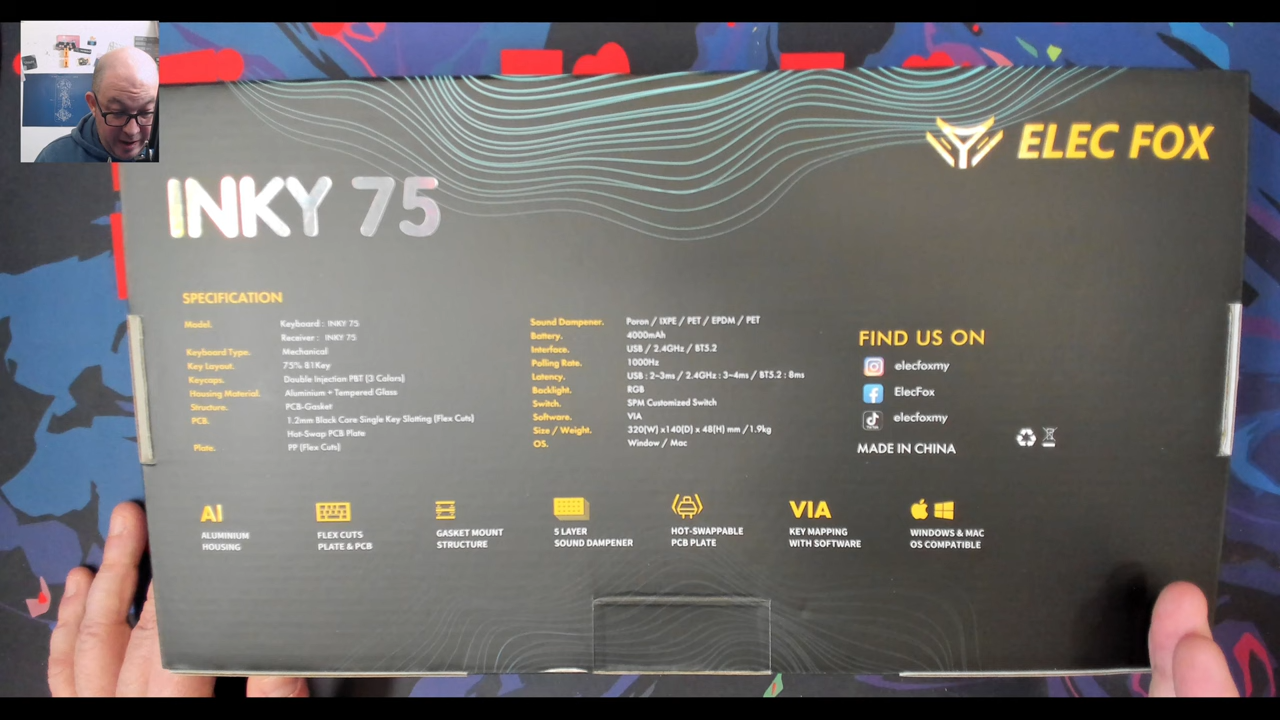 ELEC FOX
INKY 75
SPECIFICATION
Model. Keyboard : INKY 75
Receiver : INKY 75
Keyboard Type. Mechanical
Key Layout. 75% 81Key
Keycaps. Double Injection PBT (3 Colors)
Housing Material. Aluminium + Tempered Glass
Structure. PCB-Gasket
PCB. 1.2mm Black Core Single Key Slotting (Flex Cuts)
Hot-Swap PCB Plate
Plate. PP (Flex Cuts)
Sound Dampener. Poron / IXPE / PET / EPDM / PET
Battery. 4000mAh
Interface. USB / 2.4GHz / BT5.2
Polling Rate. 1000Hz
Latency. USB : 2~3ms / 2.4GHz : 3~4ms / BT5.2 : 8ms
Backlight. RGB
Switch. SPM Customized Switch
Software. VIA
Size / Weight. 320(W) x140(D) x 48(H) mm /1.9kg
OS. Window / Mac
FIND US ON
elecfoxmy
ElecFox
elecfoxmy
MADE IN CHINA
Al
ALUMINIUM
HOUSING
FLEX CUTS
PLATE & PCB
GASKET MOUNT
STRUCTURE
5 LAYER
SOUND DAMPENER
HOT-SWAPPABLE
PCB PLATE
VIA
KEY MAPPING
WITH SOFTWARE
WINDOWS & MAC
OS COMPATIBLE